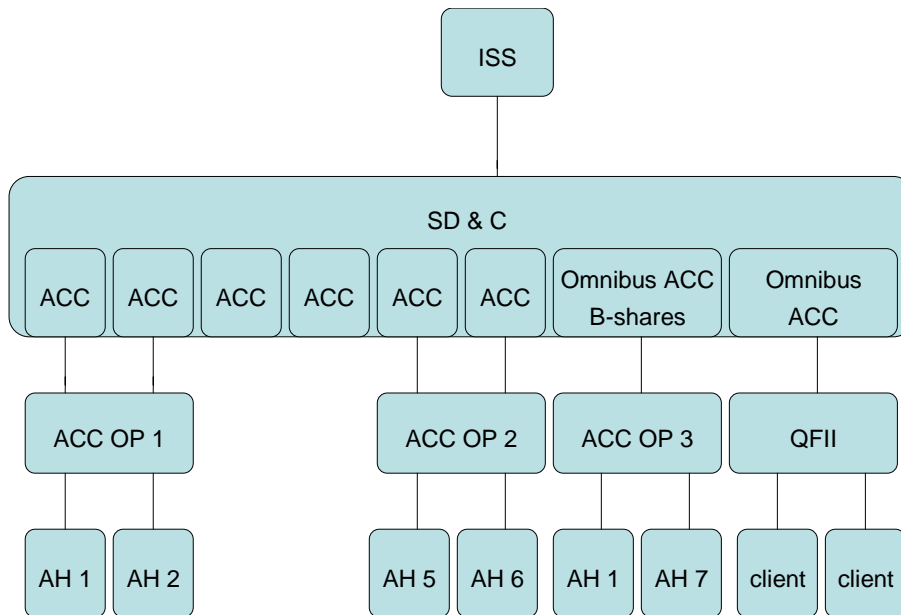 ISS
SD & C
ACC
ACC
ACC
ACC
ACC
ACC
Omnibus ACC
B-shares
Omnibus
ACC
ACC OP 1
ACC OP 2
ACC OP 3
QFII
AH 1
AH 2
AH 5
AH 6
AH 1
AH 7
client
client